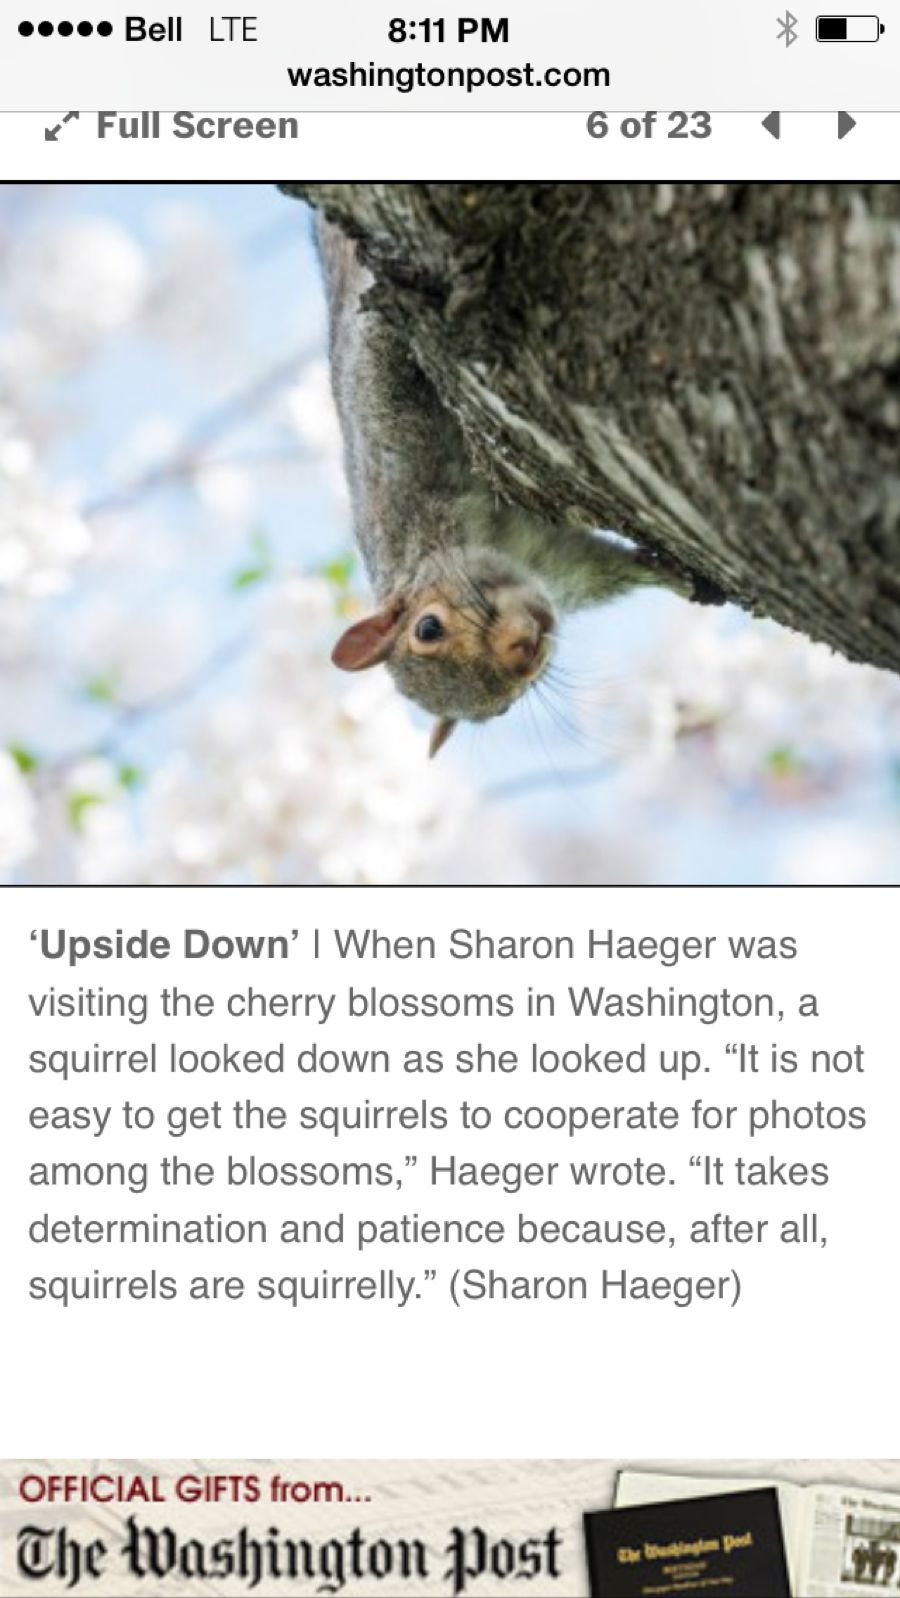 Bell LTE 8:11 PM
washingtonpost.com
Full Screen 6 of 23
‘Upside Down’ | When Sharon Haeger was
visiting the cherry blossoms in Washington, a
squirrel looked down as she looked up. “It is not
easy to get the squirrels to cooperate for photos
among the blossoms,” Haeger wrote. “It takes
determination and patience because, after all,
squirrels are squirrelly.” (Sharon Haeger)
OFFICIAL GIFTS from...
The Washington Post
The Washington Post